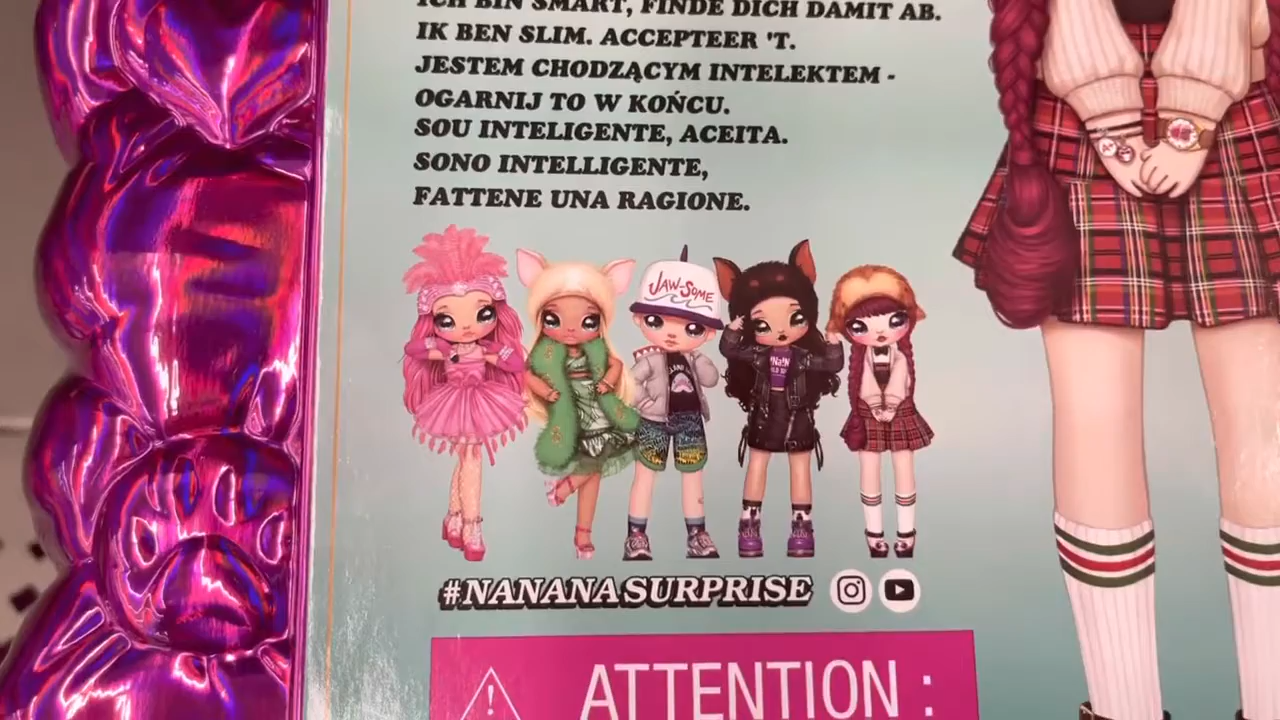 ICH BIN SMART, FINDE DICH DAMIT AB.
IK BEN SLIM. ACCEPTEER 'T.
JESTEM CHODZĄCYM INTELEKTEM -
OGARNIJ TO W KOŃCU.
SOU INTELIGENTE, ACEITA.
SONO INTELLIGENTE,
FATTENE UNA RAGIONE.
JAW-SOME
#NANANASURPRISE
ATTENTION :